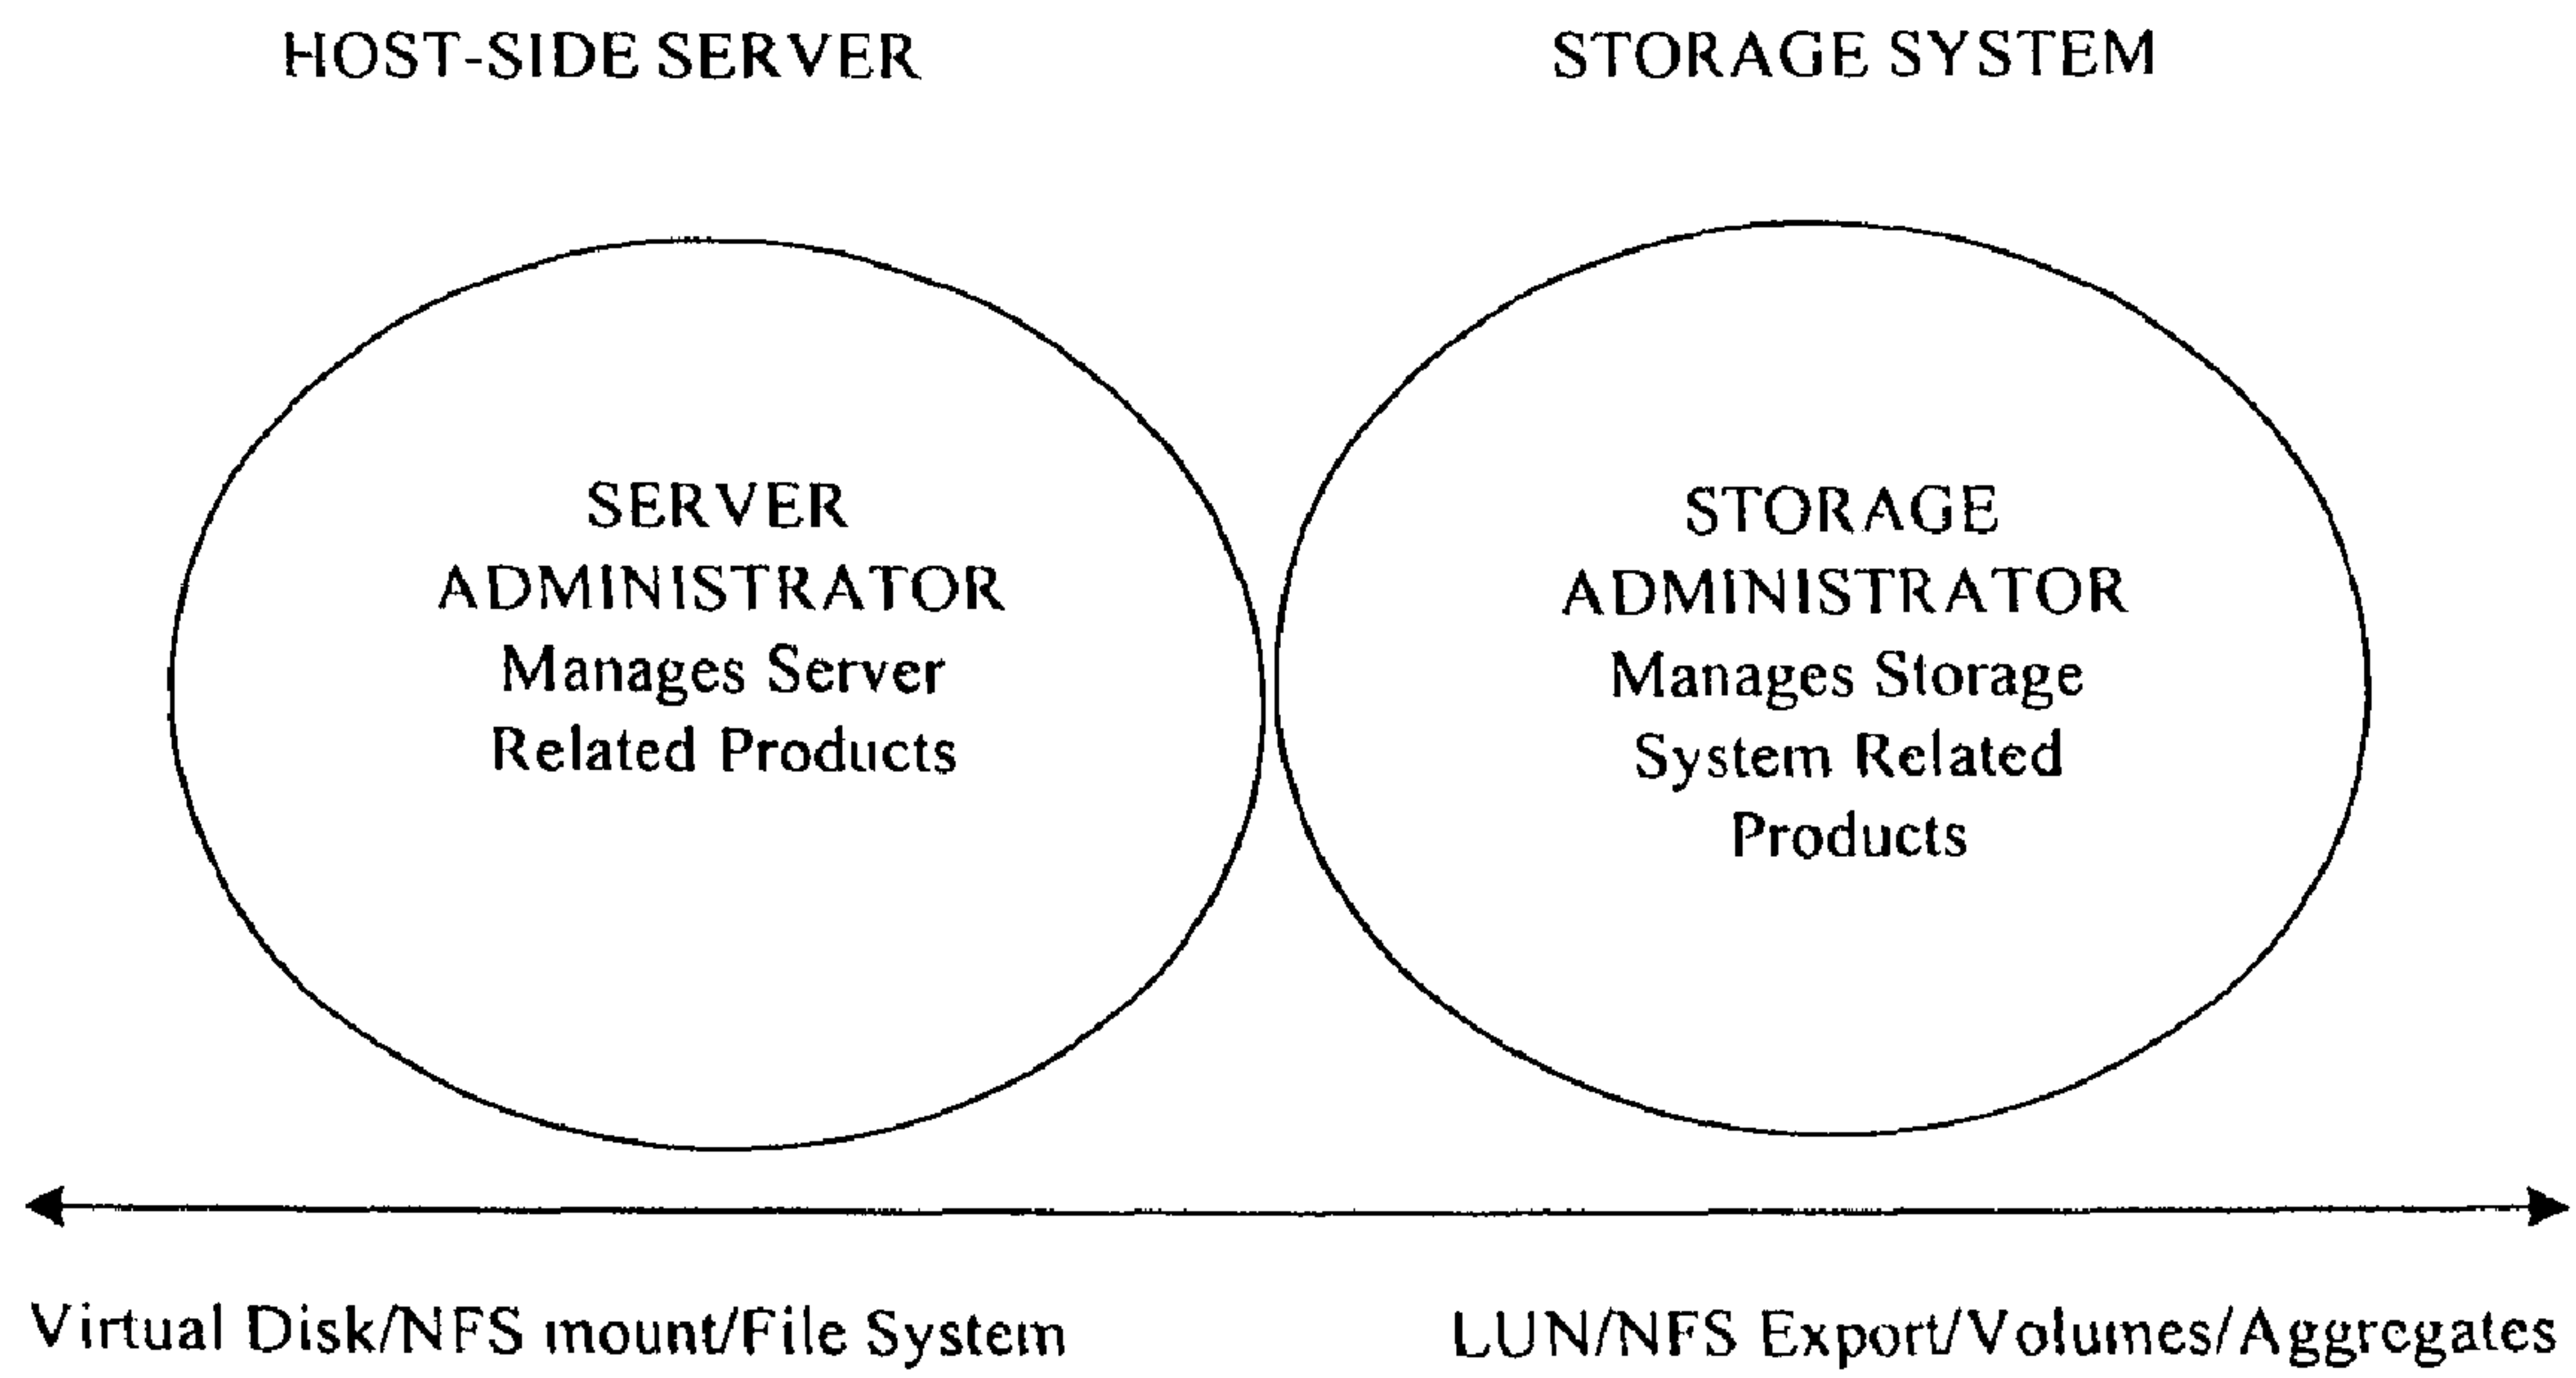 HOST-SIDE SERVER
STORAGE SYSTEM
SERVER
ADMINISTRATOR
Manages Server
Related Products
STORAGE
ADMINISTRATOR
Manages Storage
System Related
Products
Virtual Disk/NFS mount/File System
LUN/NFS Export/Volumes/Aggregates